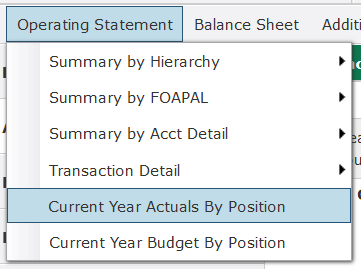 Operating Statement Balance Sheet
Summary by Hierarchy
Summary by FOAPAL
Summary by Acct Detail
Transaction Detail
Current Year Actuals By Position
Current Year Budget By Position